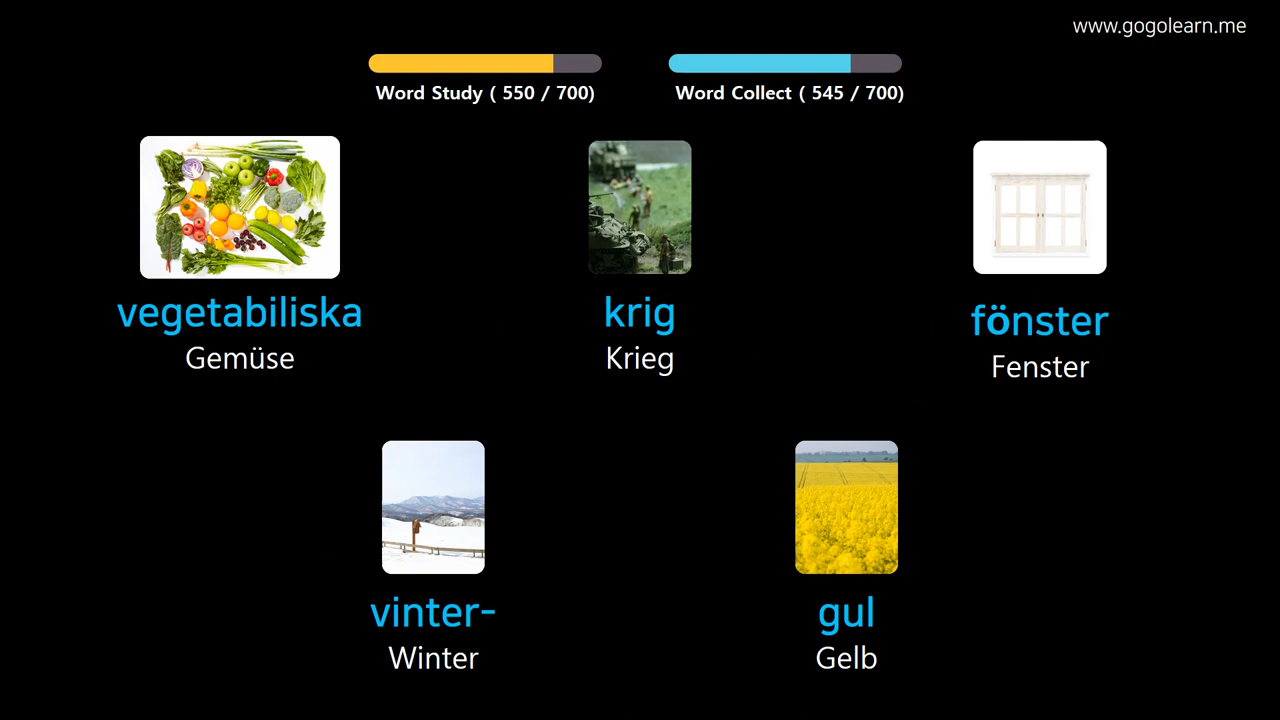 www.gogolearn.me
Word Study ( 550 / 700)
Word Collect ( 545 / 700)
vegetabiliska
Gemüse
krig
Krieg
fönster
Fenster
vinter-
Winter
gul
Gelb